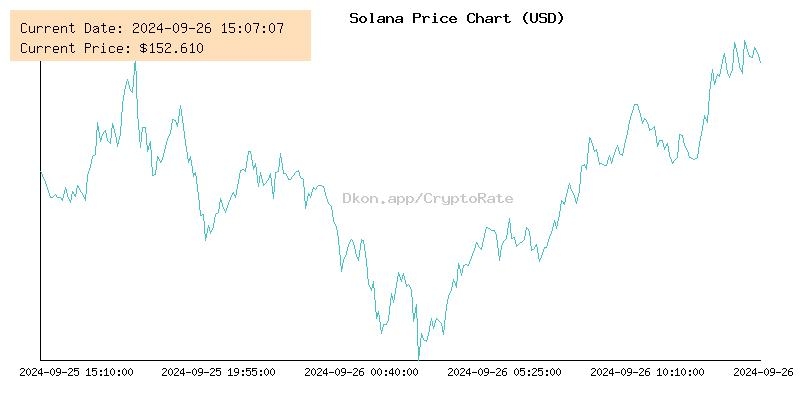 Solana Price Chart (USD)
Current Date: 2024-09-26 15:07:07
Current Price: $152.610
Dkon.app/CryptoRate
2024-09-25 15:10:00 2024-09-25 19:55:00 2024-09-26 00:40:00 2024-09-26 05:25:00 2024-09-26 10:10:00 2024-09-26